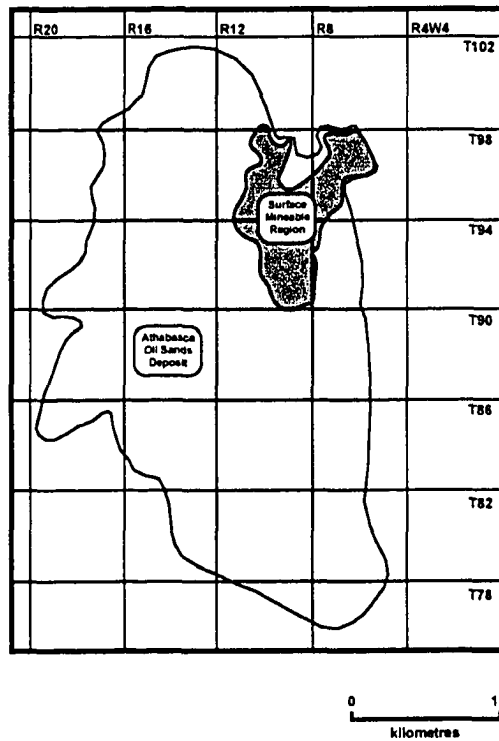 R20 R16 R12 R8 R4W4
T102
T98
Surface
Mineable
Region
T94
T90
Athabasca
Oil Sands
Deposit
T86
T82
T78
0 1
kilometres